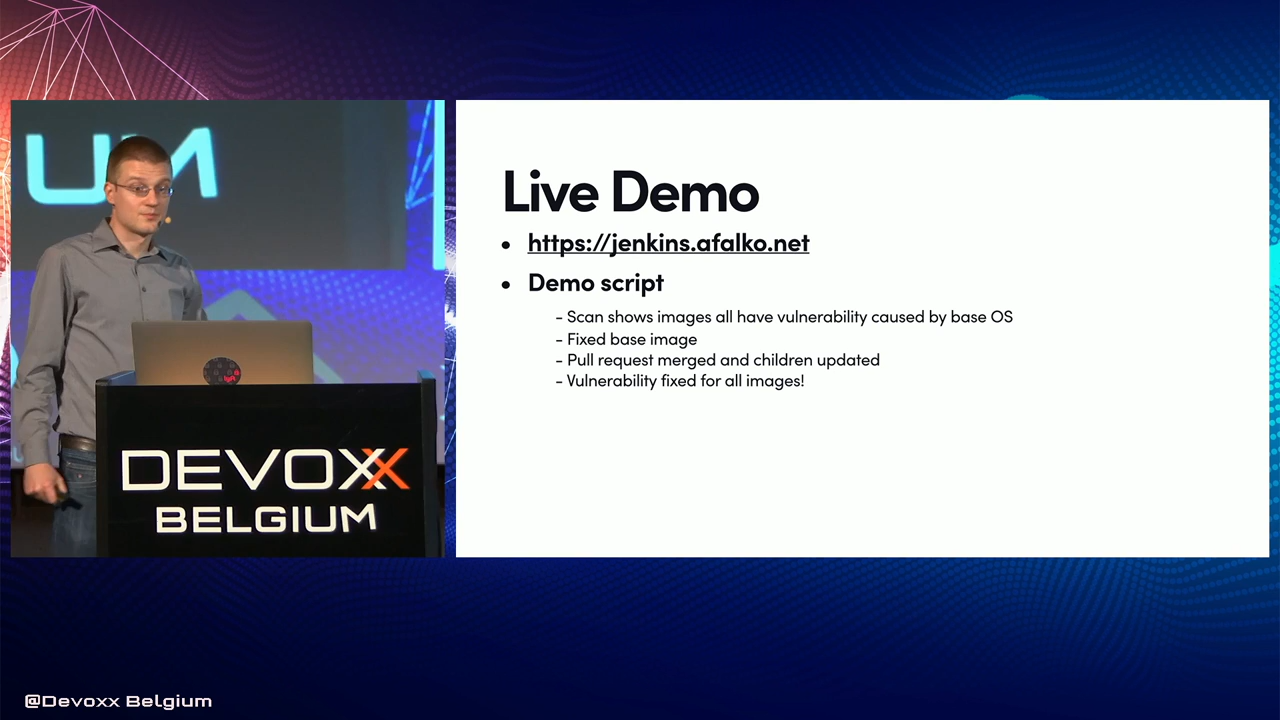 UM
Live Demo
• https://jenkins.afalko.net
• Demo script
- Scan shows images all have vulnerability caused by base OS
- Fixed base image
- Pull request merged and children updated
- Vulnerability fixed for all images!
DEVOXX
BELGIUM
@Devoxx Belgium